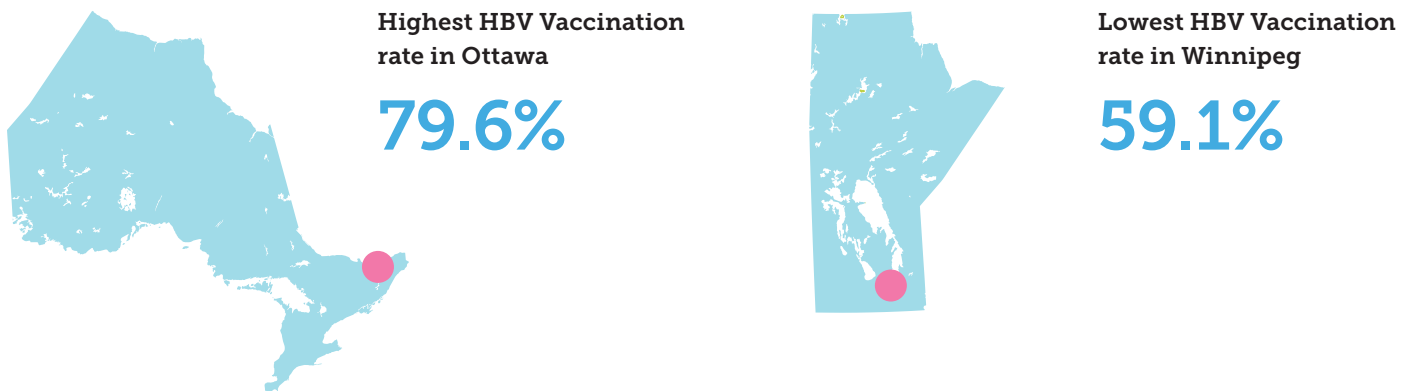 Highest HBV Vaccination
rate in Ottawa
79.6%
Lowest HBV Vaccination
rate in Winnipeg
59.1%